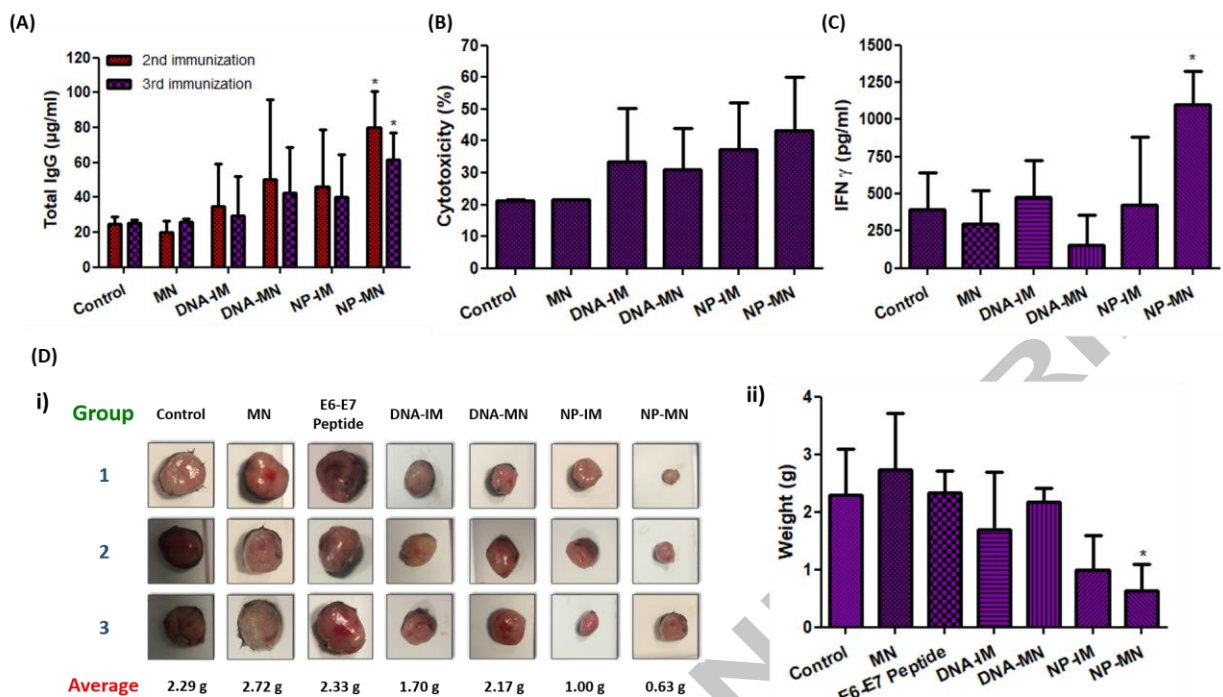 (A)
Total IgG (µg/ml)
120
100
80
60
40
20
0
2nd immunization
3rd immunization
*
*
Control
MN
DNA-IM
DNA-MN
NP-IM
NP-MN
(B)
Cytotoxicity (%)
70
60
50
40
30
20
10
0
Control
MN
DNA-IM
DNA-MN
NP-IM
NP-MN
(C)
IFN γ (pg/ml)
1500
1250
1000
750
500
250
0
*
Control
MN
DNA-IM
DNA-MN
NP-IM
NP-MN
(D)
i)
Group Control MN E6-E7 Peptide DNA-IM DNA-MN NP-IM NP-MN
1
2
3
Average 2.29 g 2.72 g 2.33 g 1.70 g 2.17 g 1.00 g 0.63 g
ii)
Weight (g)
4
3
2
1
0
*
Control
MN
E6-E7 Peptide
DNA-IM
DNA-MN
NP-IM
NP-MN